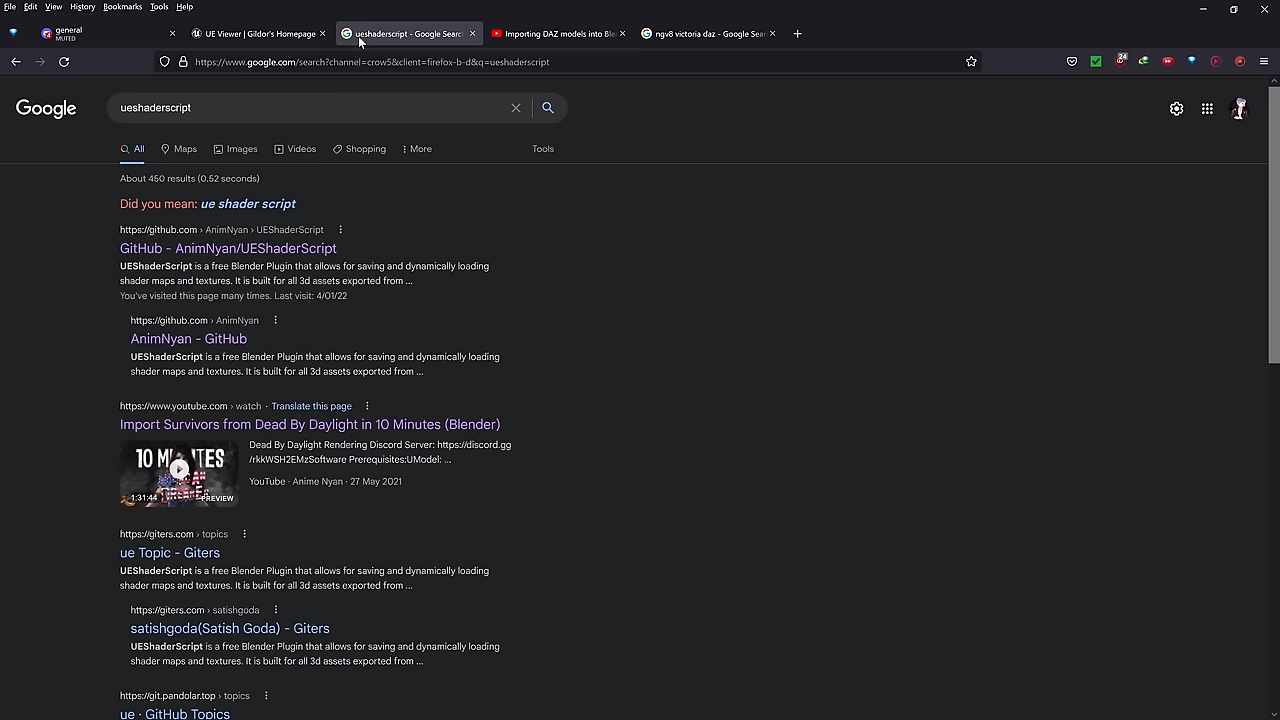 File Edit View History Bookmarks Tools Help
general
MUTED
UE Viewer | Gildor's Homepage
ueshaderscript - Google Search
Importing DAZ models into Blen
ngv8 victoria daz - Google Sear
https://www.google.com/search?channel=crow5&client=firefox-b-d&q=ueshaderscript
24
Google
ueshaderscript
All Maps Images Videos Shopping More Tools
About 450 results (0.52 seconds)
Did you mean: ue shader script
https://github.com › AnimNyan › UEShaderScript
GitHub - AnimNyan/UEShaderScript
UEShaderScript is a free Blender Plugin that allows for saving and dynamically loading
shader maps and textures. It is built for all 3d assets exported from ...
You've visited this page many times. Last visit: 4/01/22
https://github.com › AnimNyan
AnimNyan - GitHub
UEShaderScript is a free Blender Plugin that allows for saving and dynamically loading
shader maps and textures. It is built for all 3d assets exported from ...
https://www.youtube.com › watch · Translate this page
Import Survivors from Dead By Daylight in 10 Minutes (Blender)
10 MINUTES
1:31:44
PREVIEW
Dead By Daylight Rendering Discord Server: https://discord.gg
/rkkWSH2EMzSoftware Prerequisites:UModel: ...
YouTube · Anime Nyan · 27 May 2021
https://giters.com › topics
ue Topic - Giters
UEShaderScript is a free Blender Plugin that allows for saving and dynamically loading
shader maps and textures. It is built for all 3d assets exported from ...
https://giters.com › satishgoda
satishgoda(Satish Goda) - Giters
UEShaderScript is a free Blender Plugin that allows for saving and dynamically loading
shader maps and textures. It is built for all 3d assets exported from ...
https://git.pandolar.top › topics
ue · GitHub Topics